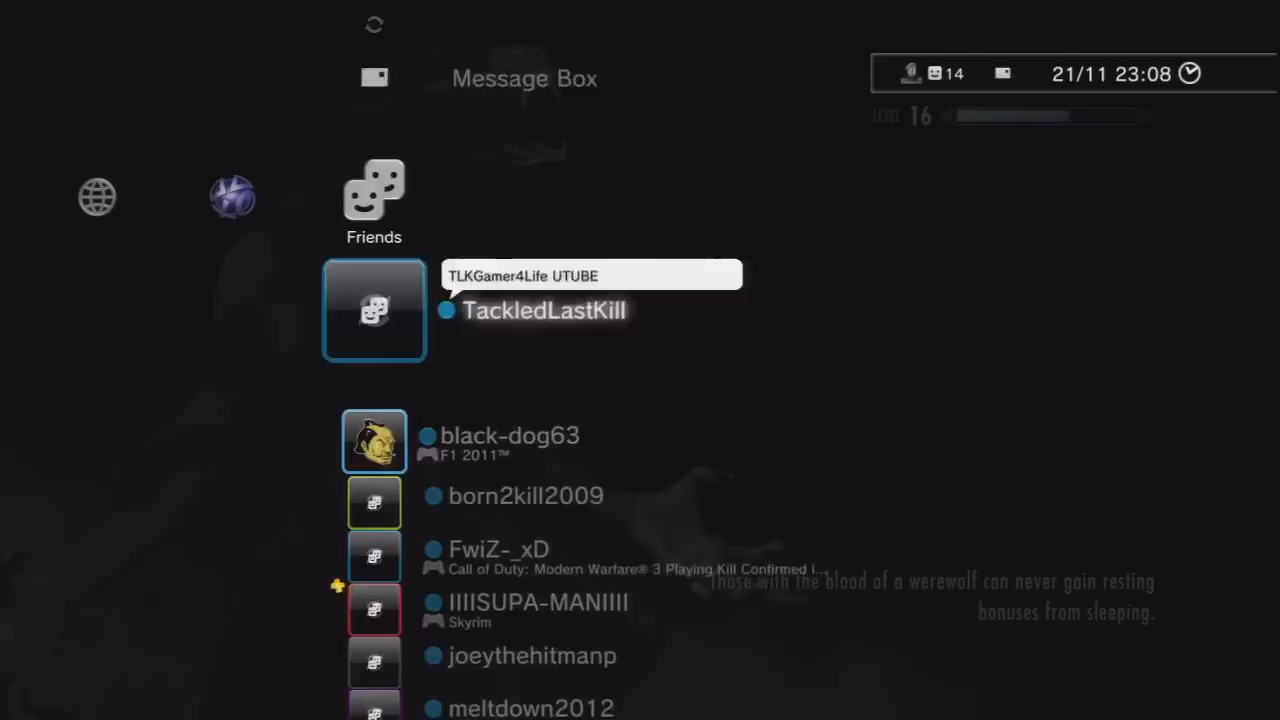 Message Box
14
21/11 23:08
LEVEL 16
Friends
TLKGamer4Life UTUBE
TackledLastKill
black-dog63
F1 2011™
born2kill2009
FwiZ-_xD
Call of Duty: Modern Warfare® 3 Playing Kill Confirmed I...
Those with the blood of a werewolf can never gain resting
bonuses from sleeping.
IIIISUPA-MANIIII
Skyrim
joeythehitmanp
meltdown2012